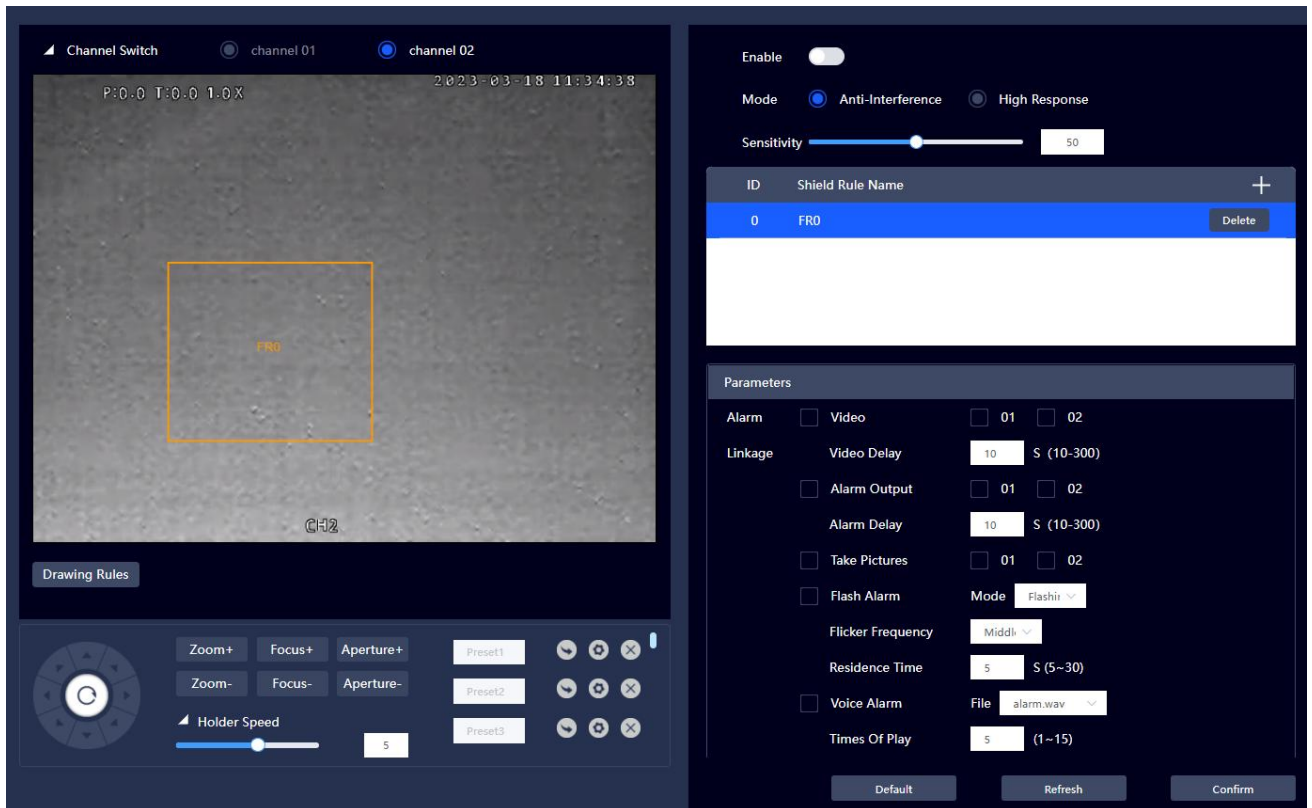 Channel Switch channel 01 channel 02
P:0.0 T:0.0 1.0X 2023-03-18 11:34:38
FR0
CH2
Drawing Rules
Zoom+ Focus+ Aperture+
Zoom- Focus- Aperture-
Holder Speed
5
Preset1
Preset2
Preset3
Enable
Mode Anti-Interference High Response
Sensitivity 50
ID Shield Rule Name
0 FR0 Delete
Parameters
Alarm Video 01 02
Linkage Video Delay 10 S (10-300)
Alarm Output 01 02
Alarm Delay 10 S (10-300)
Take Pictures 01 02
Flash Alarm Mode Flashir
Flicker Frequency Middl
Residence Time 5 S (5~30)
Voice Alarm File alarm.wav
Times Of Play 5 (1~15)
Default Refresh Confirm